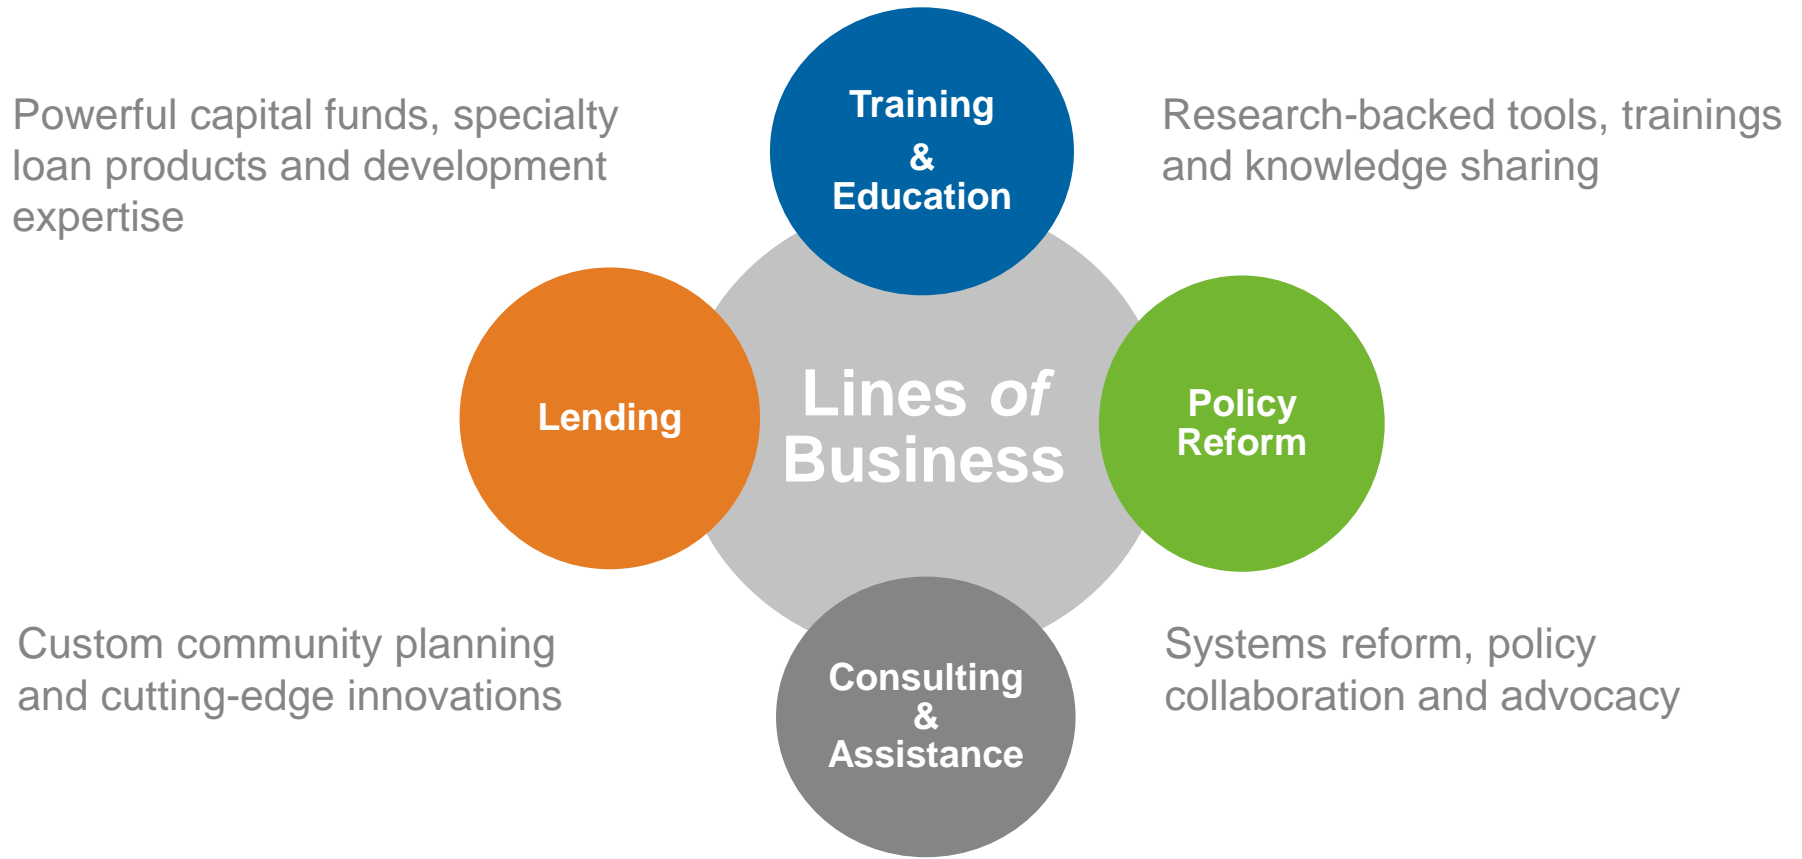 Training
&
Education
Powerful capital funds, specialty
loan products and development
expertise
Research-backed tools, trainings
and knowledge sharing
Lending
Lines of
Business
Policy
Reform
Custom community planning
and cutting-edge innovations
Consulting
&
Assistance
Systems reform, policy
collaboration and advocacy